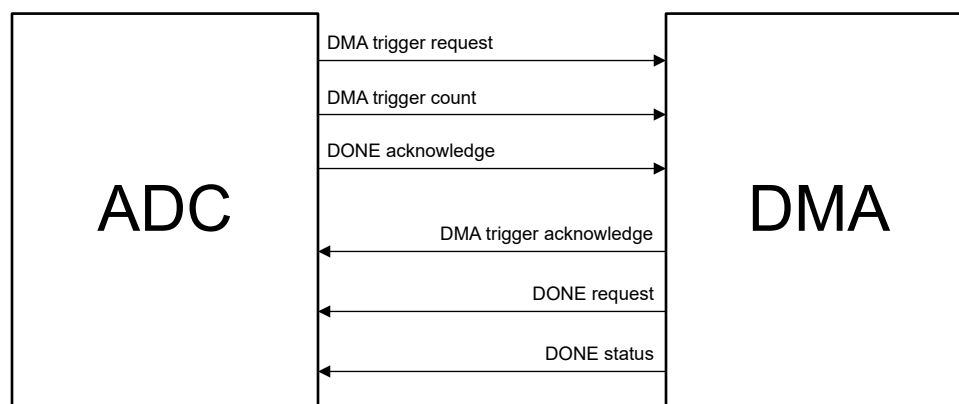 DMA trigger request
DMA trigger count
DONE acknowledge
ADC
DMA
DMA trigger acknowledge
DONE request
DONE status